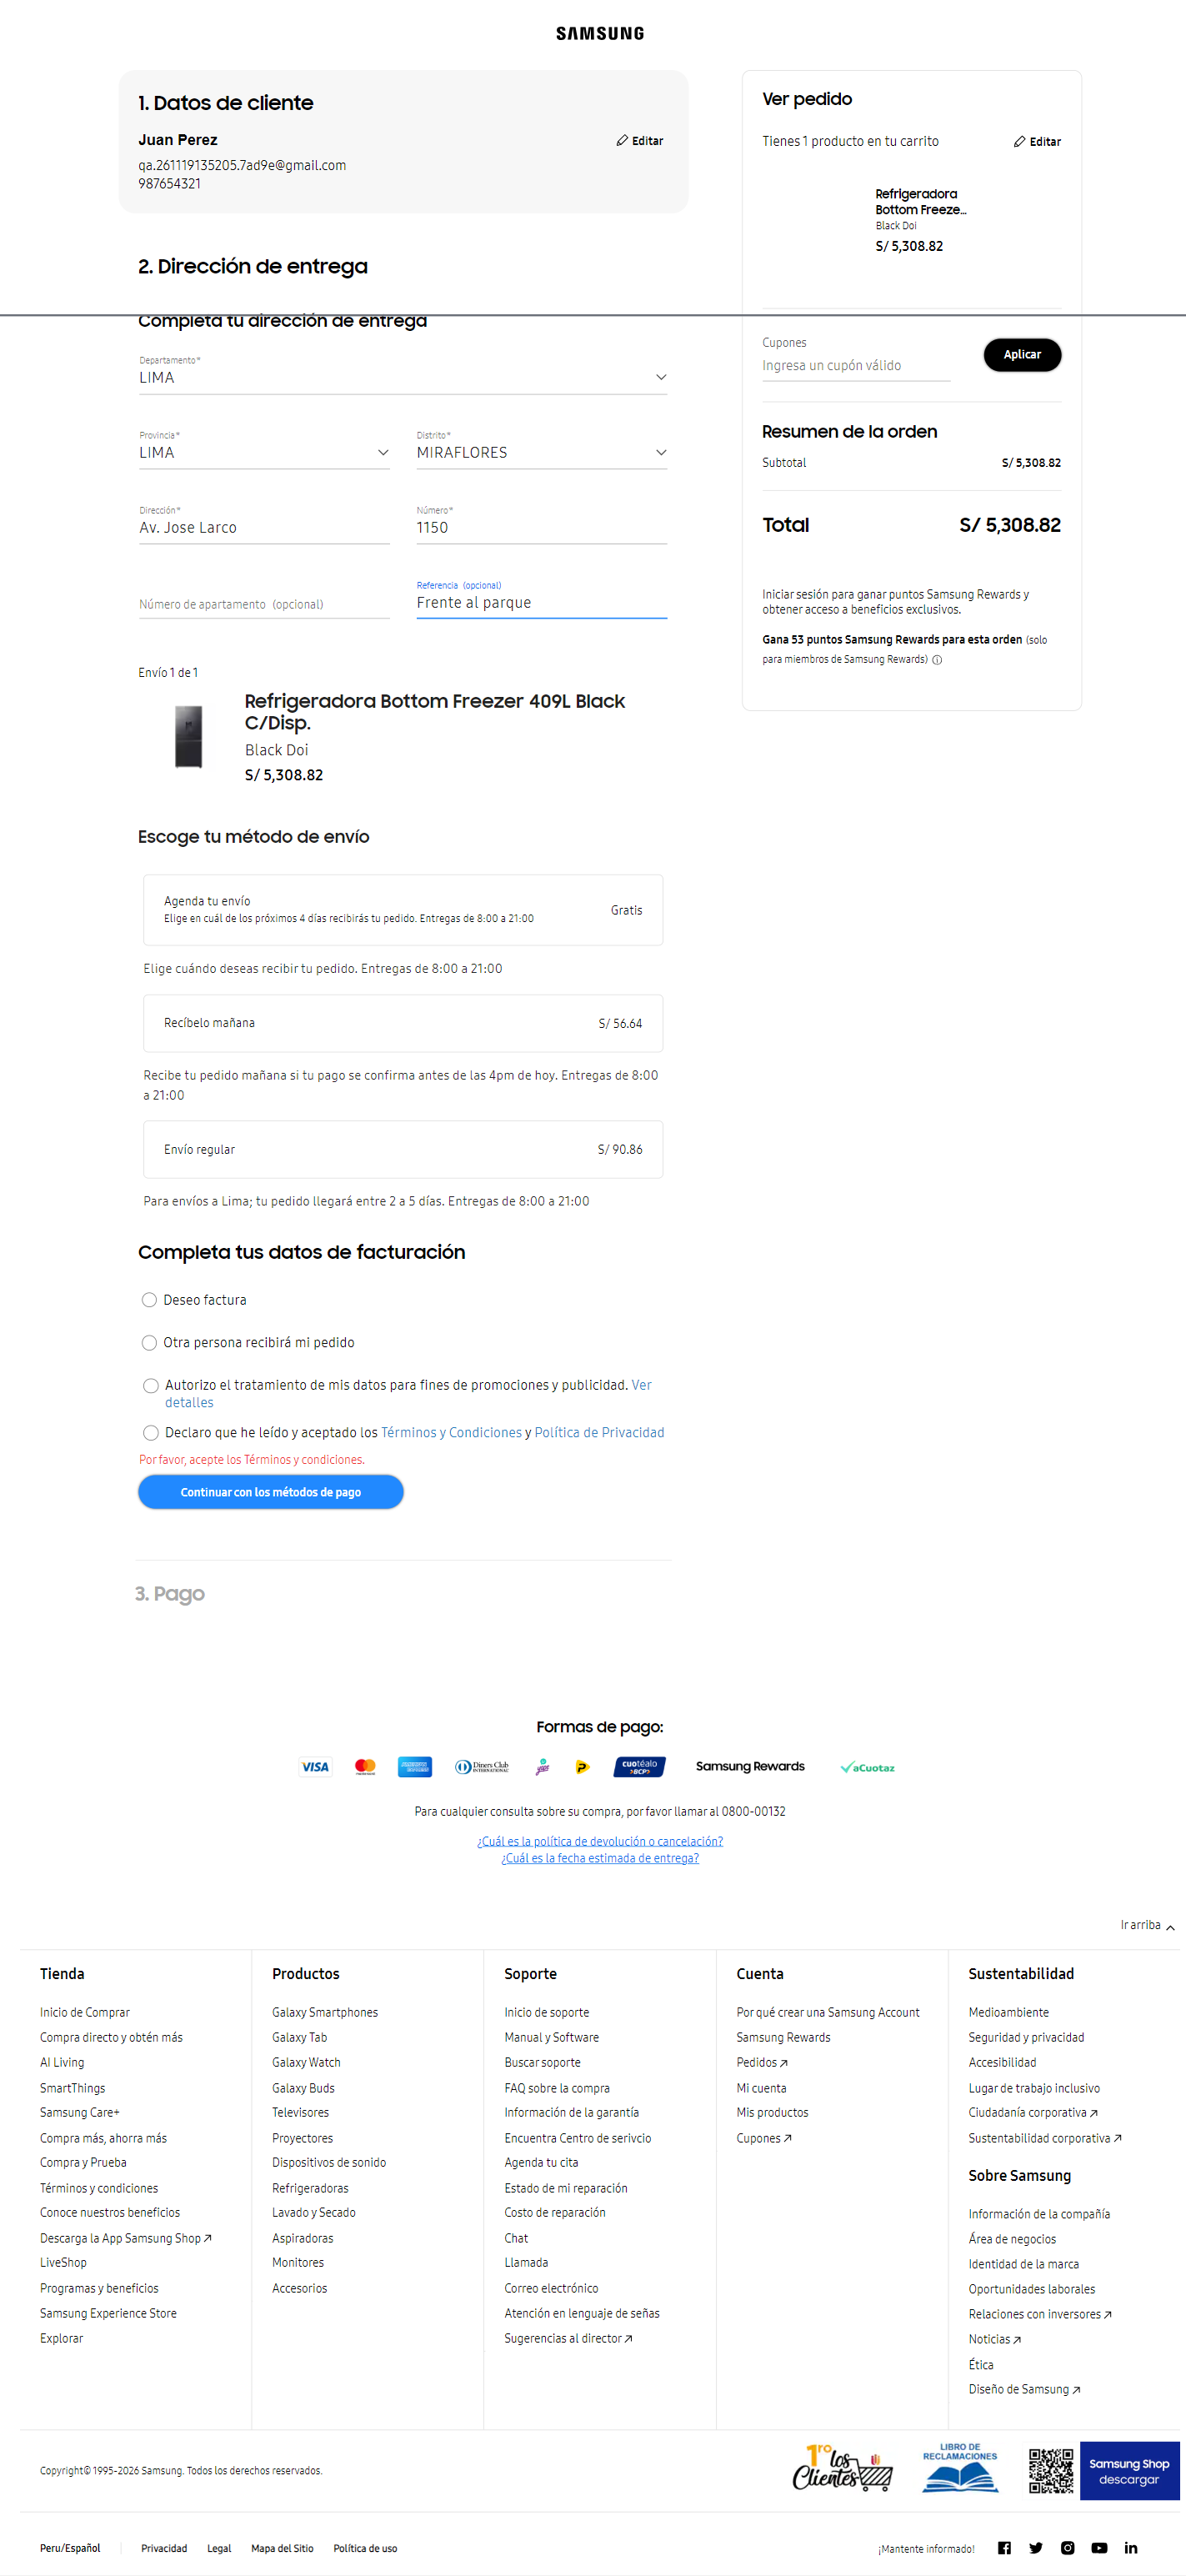 SAMSUNG
1. Datos de cliente
Juan Perez
Editar
qa.261119135205.7ad9e@gmail.com
987654321
2. Dirección de entrega
Completa tu dirección de entrega
Departamento*
LIMA
Provincia*
LIMA
Distrito*
MIRAFLORES
Dirección*
Av. Jose Larco
Número*
1150
Número de apartamento (opcional)
Referencia (opcional)
Frente al parque
Envío 1 de 1
Refrigeradora Bottom Freezer 409L Black
C/Disp.
Black Doi
S/ 5,308.82
Escoge tu método de envío
Agenda tu envío
Elige en cuál de los próximos 4 días recibirás tu pedido. Entregas de 8:00 a 21:00
Gratis
Elige cuándo deseas recibir tu pedido. Entregas de 8:00 a 21:00
Recíbelo mañana
S/ 56.64
Recibe tu pedido mañana si tu pago se confirma antes de las 4pm de hoy. Entregas de 8:00
a 21:00
Envío regular
S/ 90.86
Para envíos a Lima; tu pedido llegará entre 2 a 5 días. Entregas de 8:00 a 21:00
Completa tus datos de facturación
Deseo factura
Otra persona recibirá mi pedido
Autorizo el tratamiento de mis datos para fines de promociones y publicidad. Ver
detalles
Declaro que he leído y aceptado los Términos y Condiciones y Política de Privacidad
Por favor, acepte los Términos y condiciones.
Continuar con los métodos de pago
3. Pago
Ver pedido
Tienes 1 producto en tu carrito
Editar
Refrigeradora
Bottom Freeze...
Black Doi
S/ 5,308.82
Cupones
Ingresa un cupón válido
Aplicar
Resumen de la orden
Subtotal
S/ 5,308.82
Total
S/ 5,308.82
Iniciar sesión para ganar puntos Samsung Rewards y
obtener acceso a beneficios exclusivos.
Gana 53 puntos Samsung Rewards para esta orden (solo
para miembros de Samsung Rewards)
Formas de pago:
VISA
Diners Club
INTERNATIONAL
cuotéalo
>BCP>
Samsung Rewards
aCuotaz
Para cualquier consulta sobre su compra, por favor llamar al 0800-00132
¿Cuál es la política de devolución o cancelación?
¿Cuál es la fecha estimada de entrega?
Ir arriba
Tienda
Inicio de Comprar
Compra directo y obtén más
AI Living
SmartThings
Samsung Care+
Compra más, ahorra más
Compra y Prueba
Términos y condiciones
Conoce nuestros beneficios
Descarga la App Samsung Shop
LiveShop
Programas y beneficios
Samsung Experience Store
Explorar
Productos
Galaxy Smartphones
Galaxy Tab
Galaxy Watch
Galaxy Buds
Televisores
Proyectores
Dispositivos de sonido
Refrigeradoras
Lavado y Secado
Aspiradoras
Monitores
Accesorios
Soporte
Inicio de soporte
Manual y Software
Buscar soporte
FAQ sobre la compra
Información de la garantía
Encuentra Centro de serivcio
Agenda tu cita
Estado de mi reparación
Costo de reparación
Chat
Llamada
Correo electrónico
Atención en lenguaje de señas
Sugerencias al director
Cuenta
Por qué crear una Samsung Account
Samsung Rewards
Pedidos
Mi cuenta
Mis productos
Cupones
Sustentabilidad
Medioambiente
Seguridad y privacidad
Accesibilidad
Lugar de trabajo inclusivo
Ciudadanía corporativa
Sustentabilidad corporativa
Sobre Samsung
Información de la compañía
Área de negocios
Identidad de la marca
Oportunidades laborales
Relaciones con inversores
Noticias
Ética
Diseño de Samsung
Copyright© 1995-2026 Samsung. Todos los derechos reservados.
1ro los
Clientes
LIBRO DE
RECLAMACIONES
Samsung Shop
descargar
Peru/Español
Privacidad
Legal
Mapa del Sitio
Política de uso
¡Mantente informado!